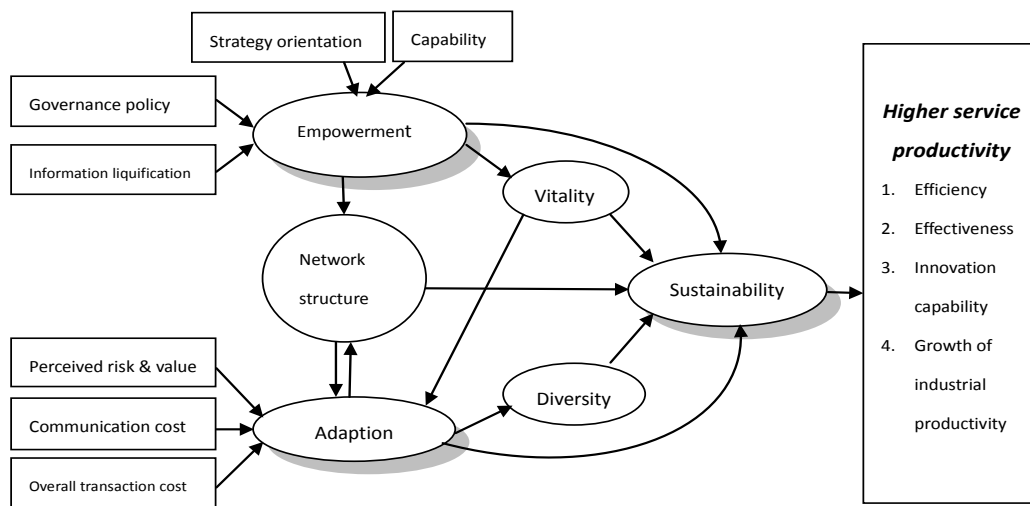 Strategy orientation
Capability
Governance policy
Information liquification
Empowerment
Vitality
Network
structure
Sustainability
Perceived risk & value
Communication cost
Overall transaction cost
Adaption
Diversity
Higher service
productivity
1. Efficiency
2. Effectiveness
3. Innovation
capability
4. Growth of
industrial
productivity